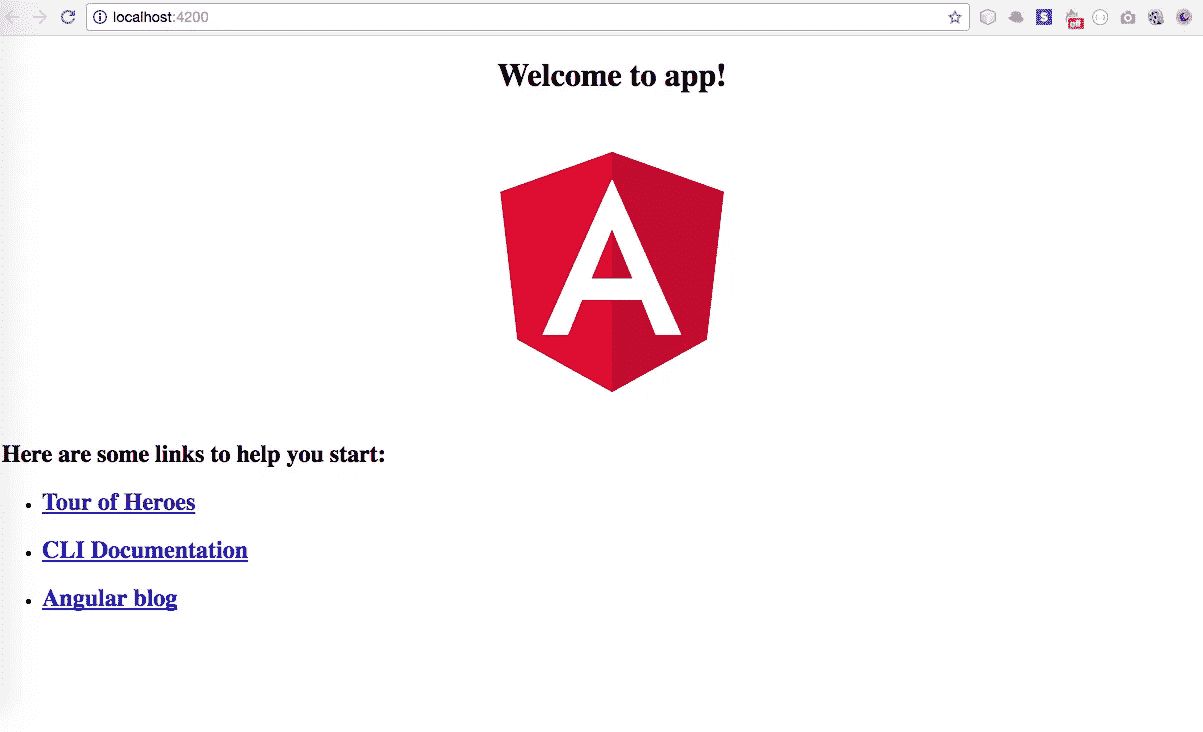 localhost:4200
Welcome to app!
A
Here are some links to help you start:
Tour of Heroes
CLI Documentation
Angular blog